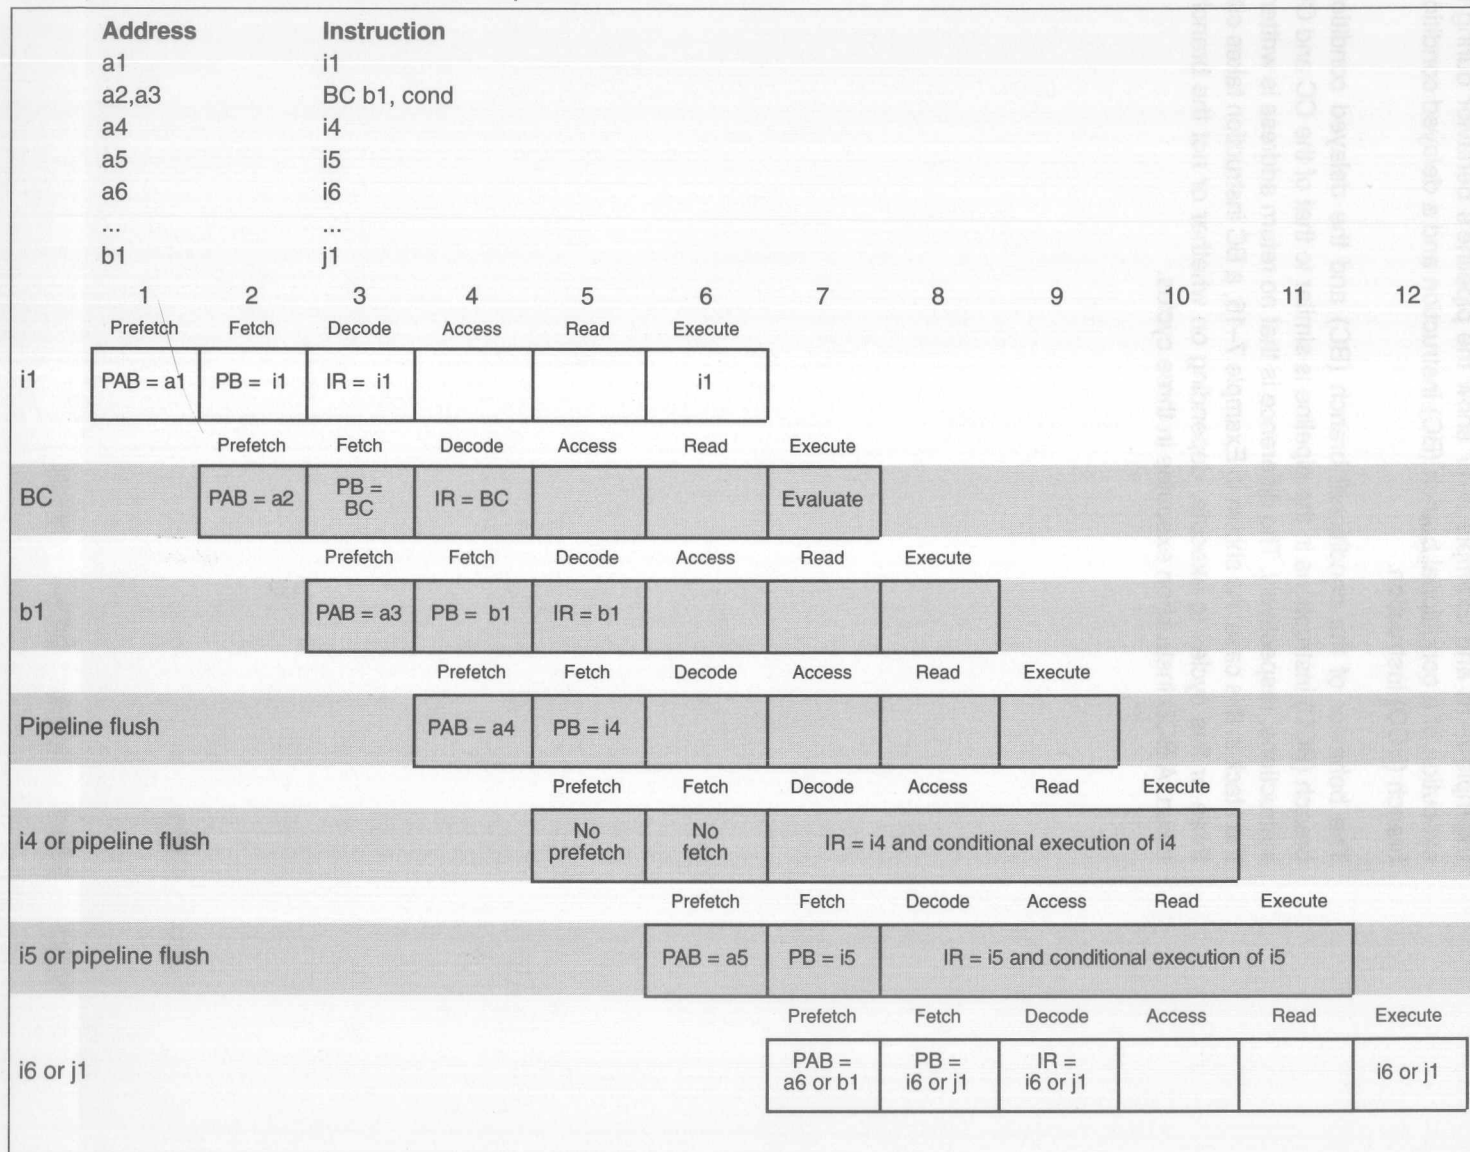 Address Instruction
a1 i1
a2,a3 BC b1, cond
a4 i4
a5 i5
a6 i6
... ...
b1 j1
1 2 3 4 5 6 7 8 9 10 11 12
Prefetch Fetch Decode Access Read Execute
i1 PAB = a1 PB = i1 IR = i1 i1
Prefetch Fetch Decode Access Read Execute
BC PAB = a2 PB = BC IR = BC Evaluate
Prefetch Fetch Decode Access Read Execute
b1 PAB = a3 PB = b1 IR = b1
Prefetch Fetch Decode Access Read Execute
Pipeline flush PAB = a4 PB = i4
Prefetch Fetch Decode Access Read Execute
i4 or pipeline flush No prefetch No fetch IR = i4 and conditional execution of i4
Prefetch Fetch Decode Access Read Execute
i5 or pipeline flush PAB = a5 PB = i5 IR = i5 and conditional execution of i5
Prefetch Fetch Decode Access Read Execute
i6 or j1 PAB = a6 or b1 PB = i6 or j1 IR = i6 or j1 i6 or j1